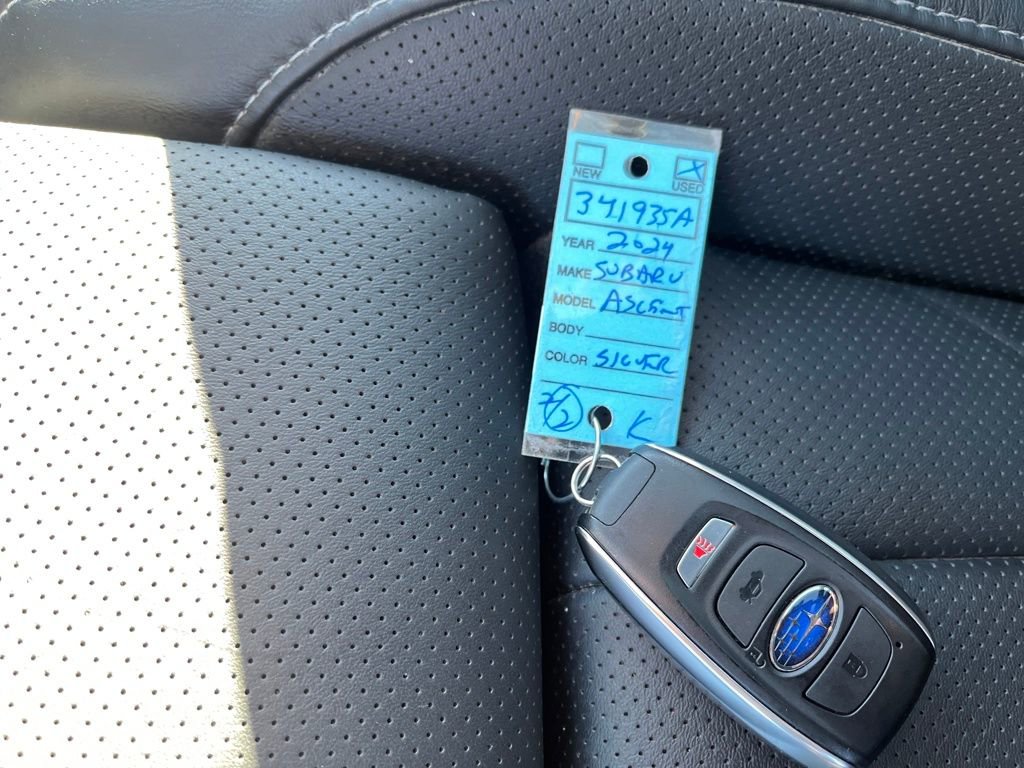 NEW USED
341935A
YEAR 2024
MAKE SUBARU
MODEL ASCENT
BODY
COLOR SILVER
K